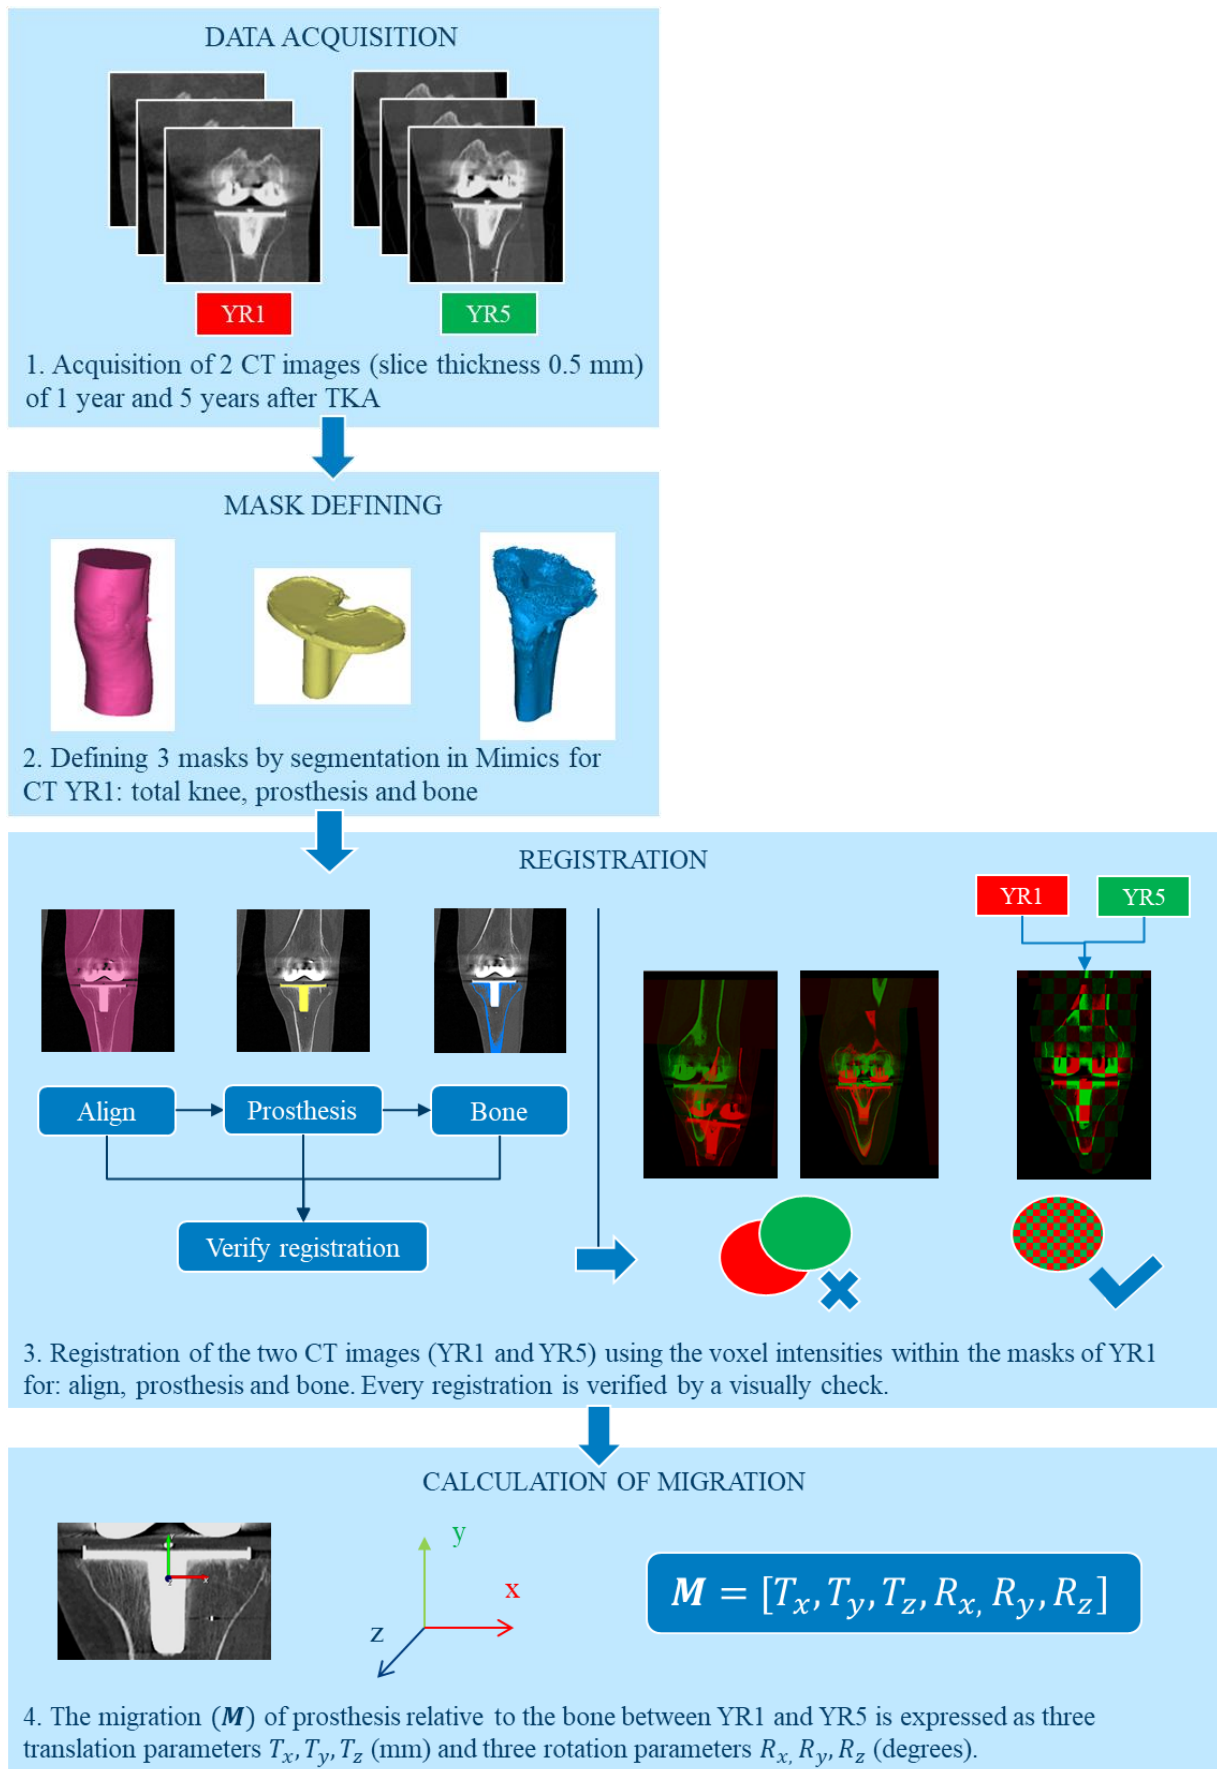 DATA ACQUISITION
YR1
YR5
1. Acquisition of 2 CT images (slice thickness 0.5 mm)
of 1 year and 5 years after TKA
MASK DEFINING
2. Defining 3 masks by segmentation in Mimics for
CT YR1: total knee, prosthesis and bone
REGISTRATION
YR1
YR5
Align
Prosthesis
Bone
Verify registration
3. Registration of the two CT images (YR1 and YR5) using the voxel intensities within the masks of YR1
for: align, prosthesis and bone. Every registration is verified by a visually check.
CALCULATION OF MIGRATION
y
x
z
M = [Tx, Ty, Tz, Rx, Ry, Rz]
4. The migration (M) of prosthesis relative to the bone between YR1 and YR5 is expressed as three
translation parameters Tx, Ty, Tz (mm) and three rotation parameters Rx, Ry, Rz (degrees).